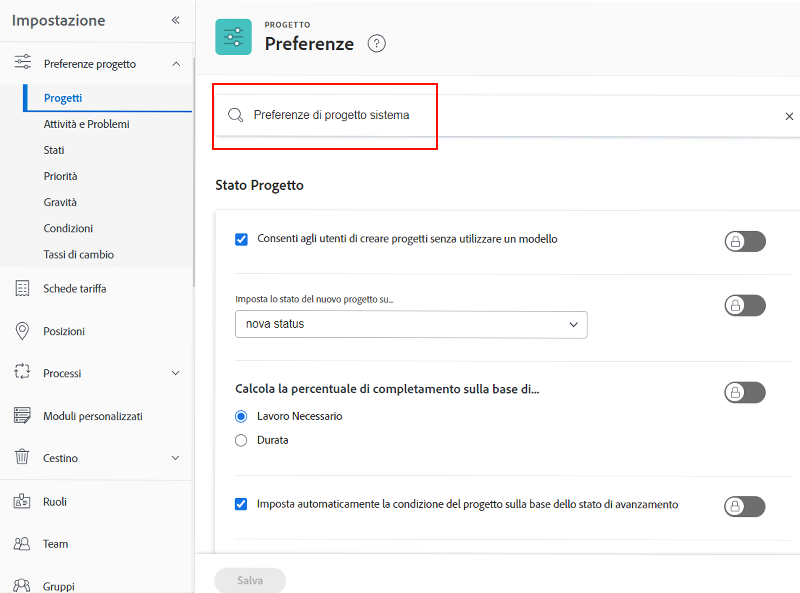 Impostazione
Preferenze progetto
Progetti
Attività e Problemi
Stati
Priorità
Gravità
Condizioni
Tassi di cambio
Schede tariffa
Posizioni
Processi
Moduli personalizzati
Cestino
Ruoli
Team
Gruppi
PROGETTO
Preferenze
Preferenze di progetto sistema
Stato Progetto
Consenti agli utenti di creare progetti senza utilizzare un modello
Imposta lo stato del nuovo progetto su...
nova status
Calcola la percentuale di completamento sulla base di...
Lavoro Necessario
Durata
Imposta automaticamente la condizione del progetto sulla base dello stato di avanzamento
Salva